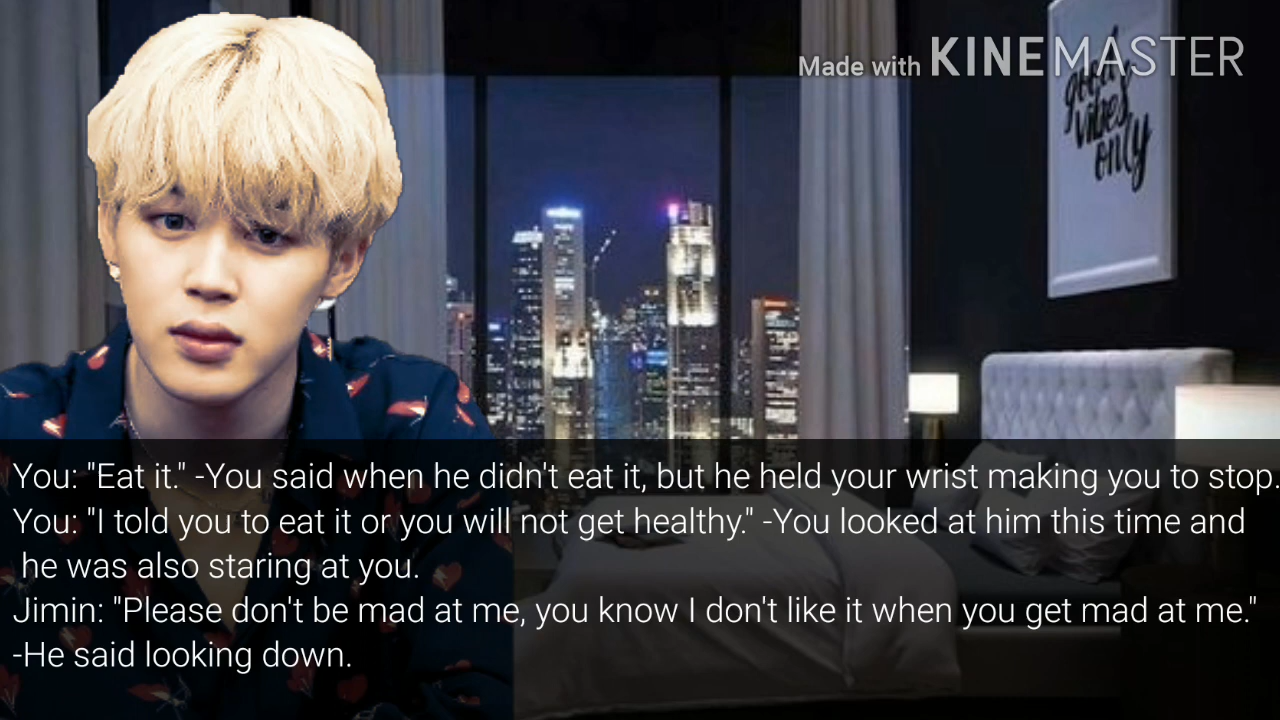 Made with KINEMASTER
good
vibes
only
You: "Eat it." -You said when he didn't eat it, but he held your wrist making you to stop.
You: "I told you to eat it or you will not get healthy." -You looked at him this time and
he was also staring at you.
Jimin: "Please don't be mad at me, you know I don't like it when you get mad at me."
-He said looking down.